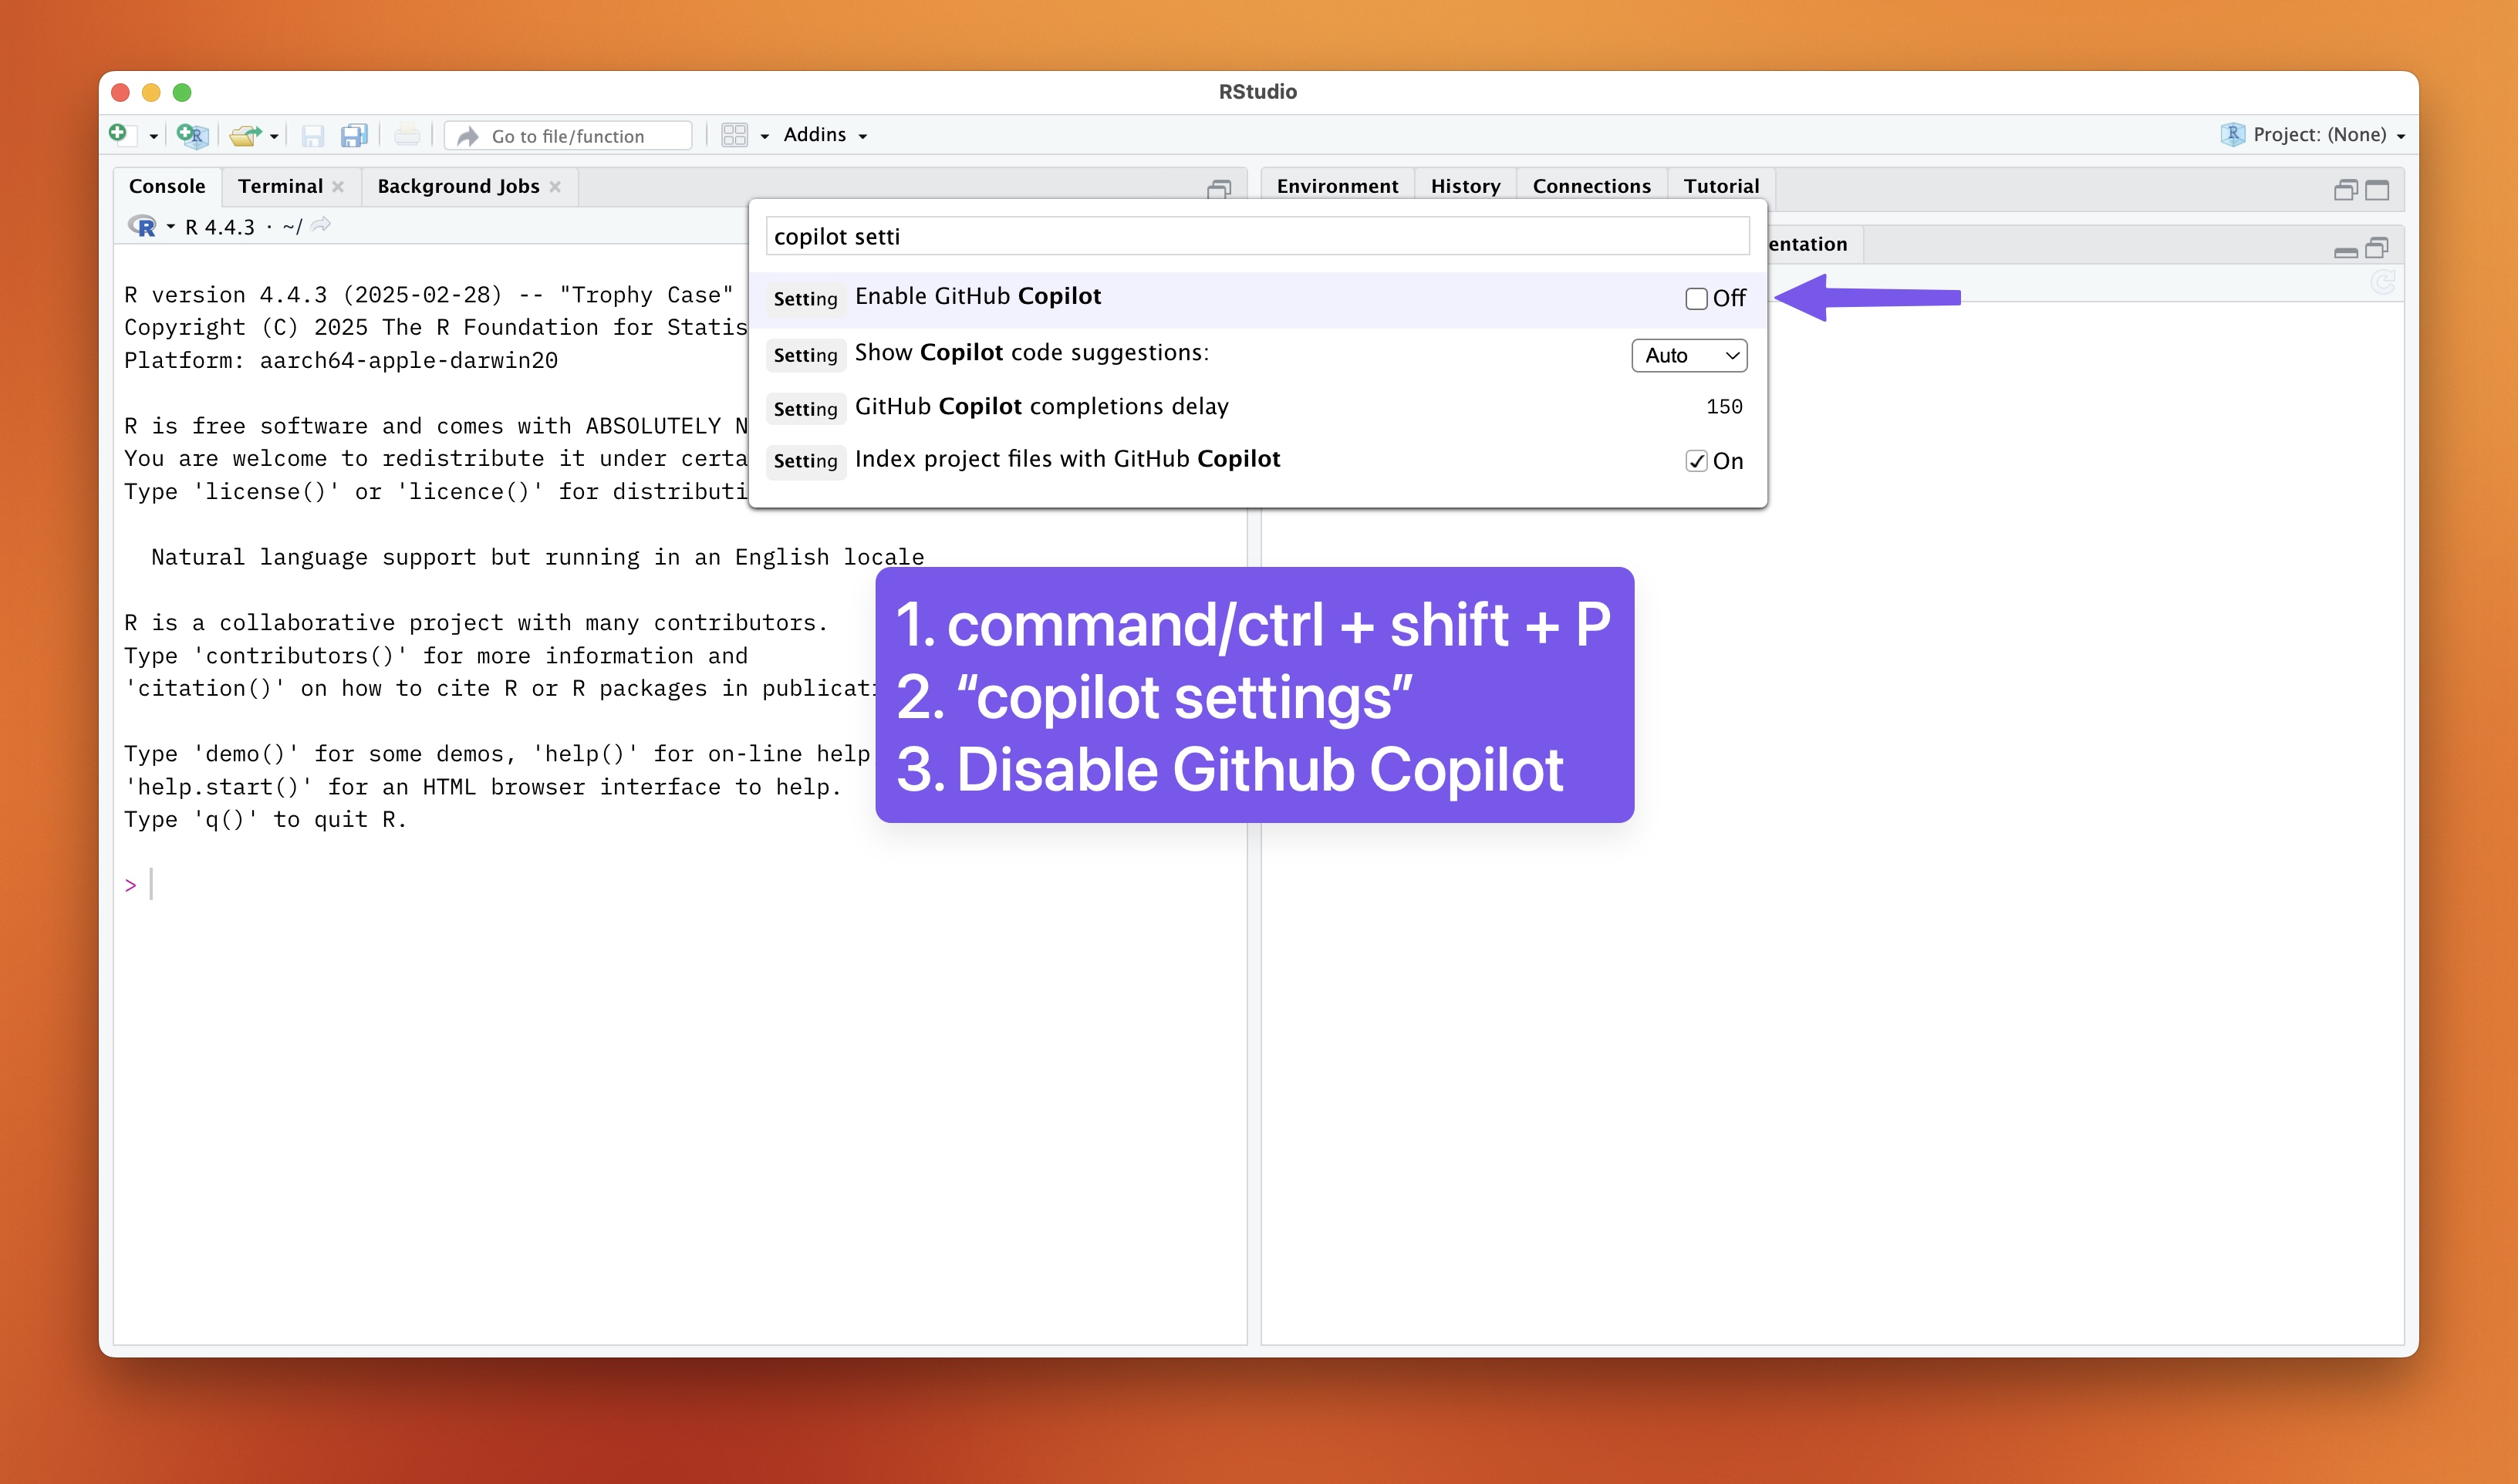 RStudio
Go to file/function
Addins
Project: (None)
Console
Terminal
Background Jobs
Environment
History
Connections
Tutorial
R 4.4.3 · ~/
entation
copilot setti
Setting Enable GitHub Copilot Off
Setting Show Copilot code suggestions: Auto
Setting GitHub Copilot completions delay 150
Setting Index project files with GitHub Copilot On
R version 4.4.3 (2025-02-28) -- "Trophy Case"
Copyright (C) 2025 The R Foundation for Statis
Platform: aarch64-apple-darwin20
R is free software and comes with ABSOLUTELY N
You are welcome to redistribute it under certa
Type 'license()' or 'licence()' for distributi
Natural language support but running in an English locale
R is a collaborative project with many contributors.
Type 'contributors()' for more information and
'citation()' on how to cite R or R packages in publicati
Type 'demo()' for some demos, 'help()' for on-line help
'help.start()' for an HTML browser interface to help.
Type 'q()' to quit R.
>
1. command/ctrl + shift + P
2. “copilot settings”
3. Disable Github Copilot